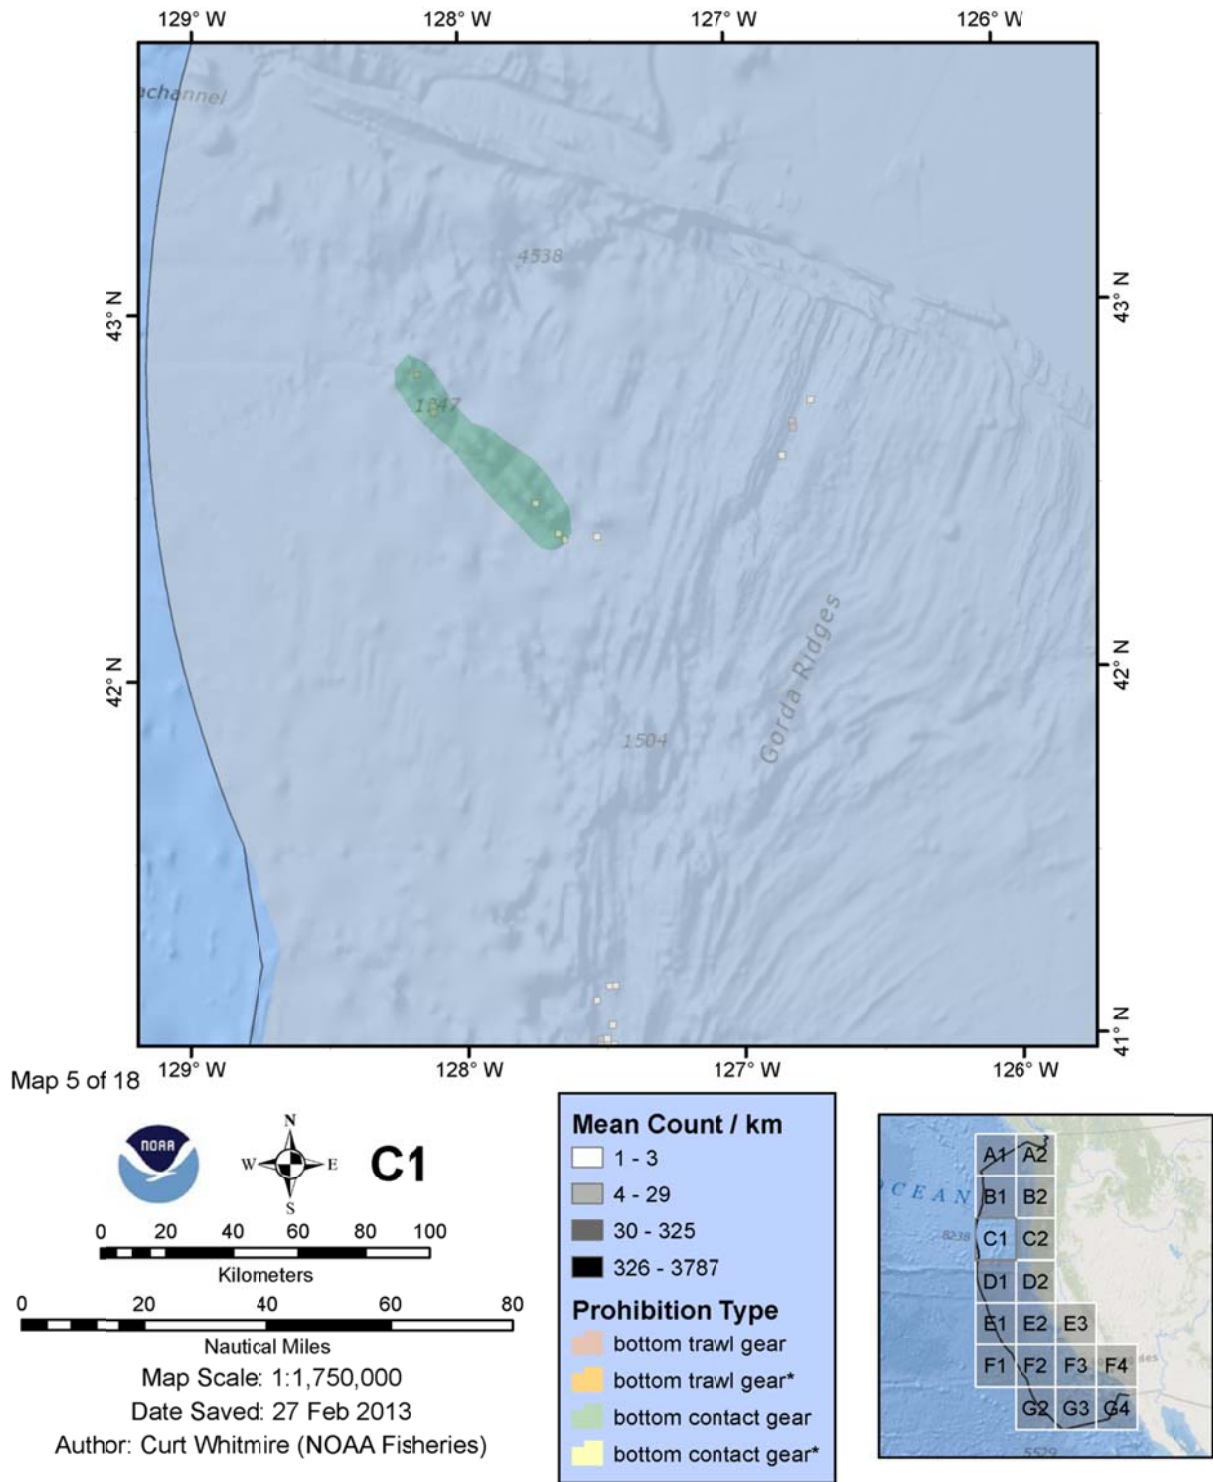 129° W 128° W 127° W 126° W
achannel
4538
43° N 43° N
1847
42° N 42° N
Gorda Ridges
1504
41° N 41° N
129° W 128° W 127° W 126° W
Map 5 of 18
NOAA
N
W E
S
C1
0 20 40 60 80 100
Kilometers
0 20 40 60 80
Nautical Miles
Map Scale: 1:1,750,000
Date Saved: 27 Feb 2013
Author: Curt Whitmire (NOAA Fisheries)
Mean Count / km
1 - 3
4 - 29
30 - 325
326 - 3787
Prohibition Type
bottom trawl gear
bottom trawl gear*
bottom contact gear
bottom contact gear*
A1 A2
OCEAN B1 B2
8238 C1 C2
D1 D2
E1 E2 E3
F1 F2 F3 F4
G2 G3 G4
5529